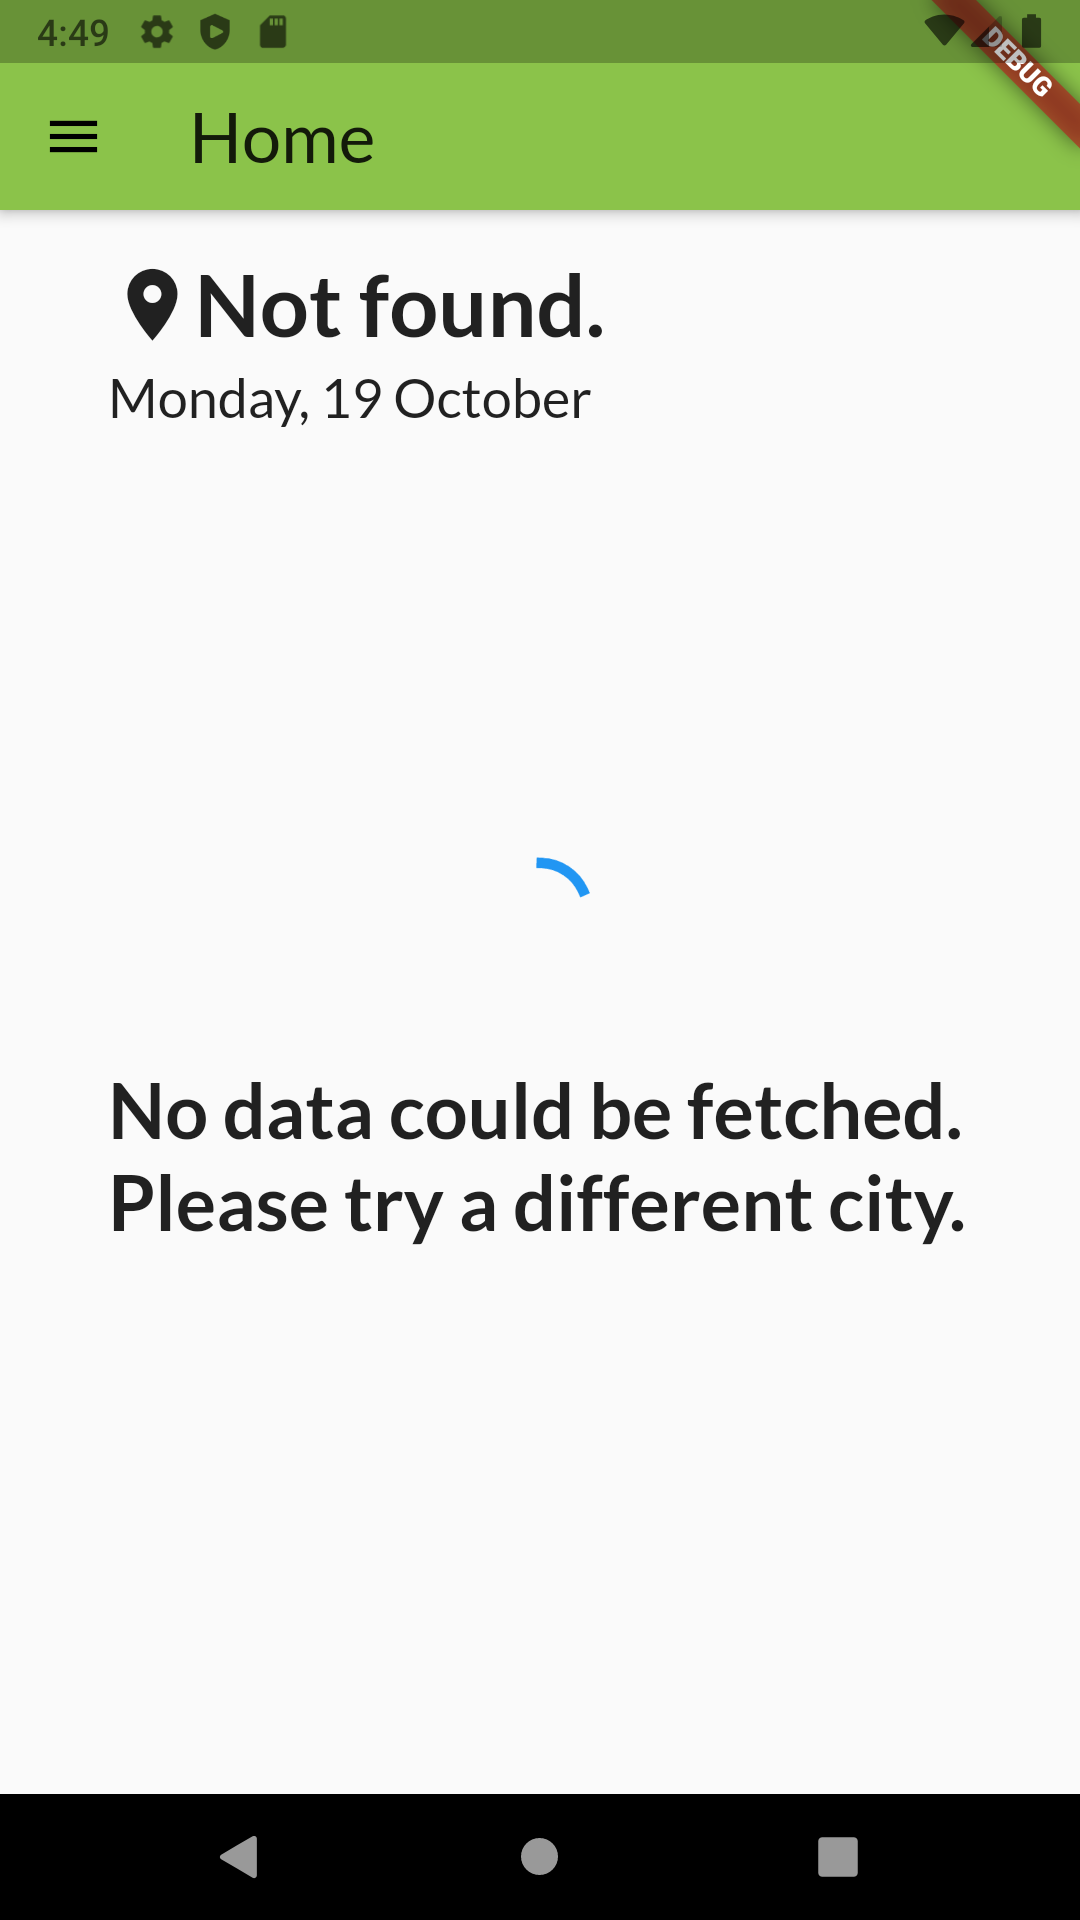 4:49
DEBUG
Home
Not found.
Monday, 19 October
No data could be fetched.
Please try a different city.